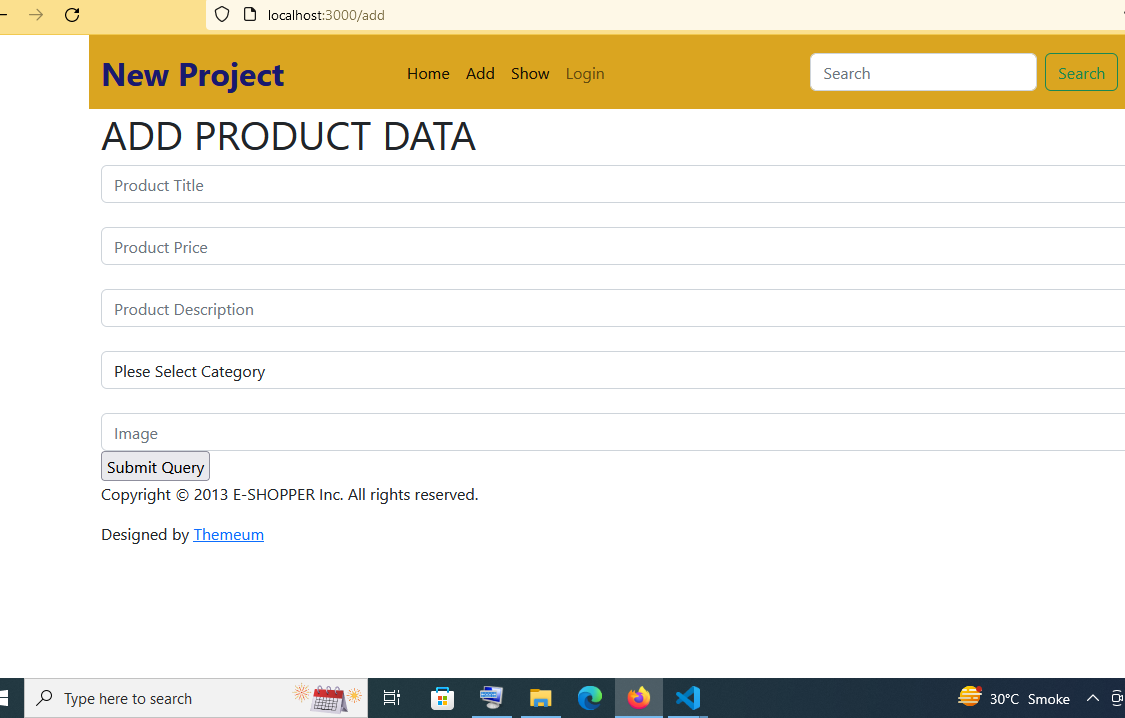 localhost:3000/add
New Project Home Add Show Login Search Search
ADD PRODUCT DATA
Product Title
Product Price
Product Description
Plese Select Category
Image
Submit Query
Copyright © 2013 E-SHOPPER Inc. All rights reserved.
Designed by Themeum
Type here to search 30°C Smoke